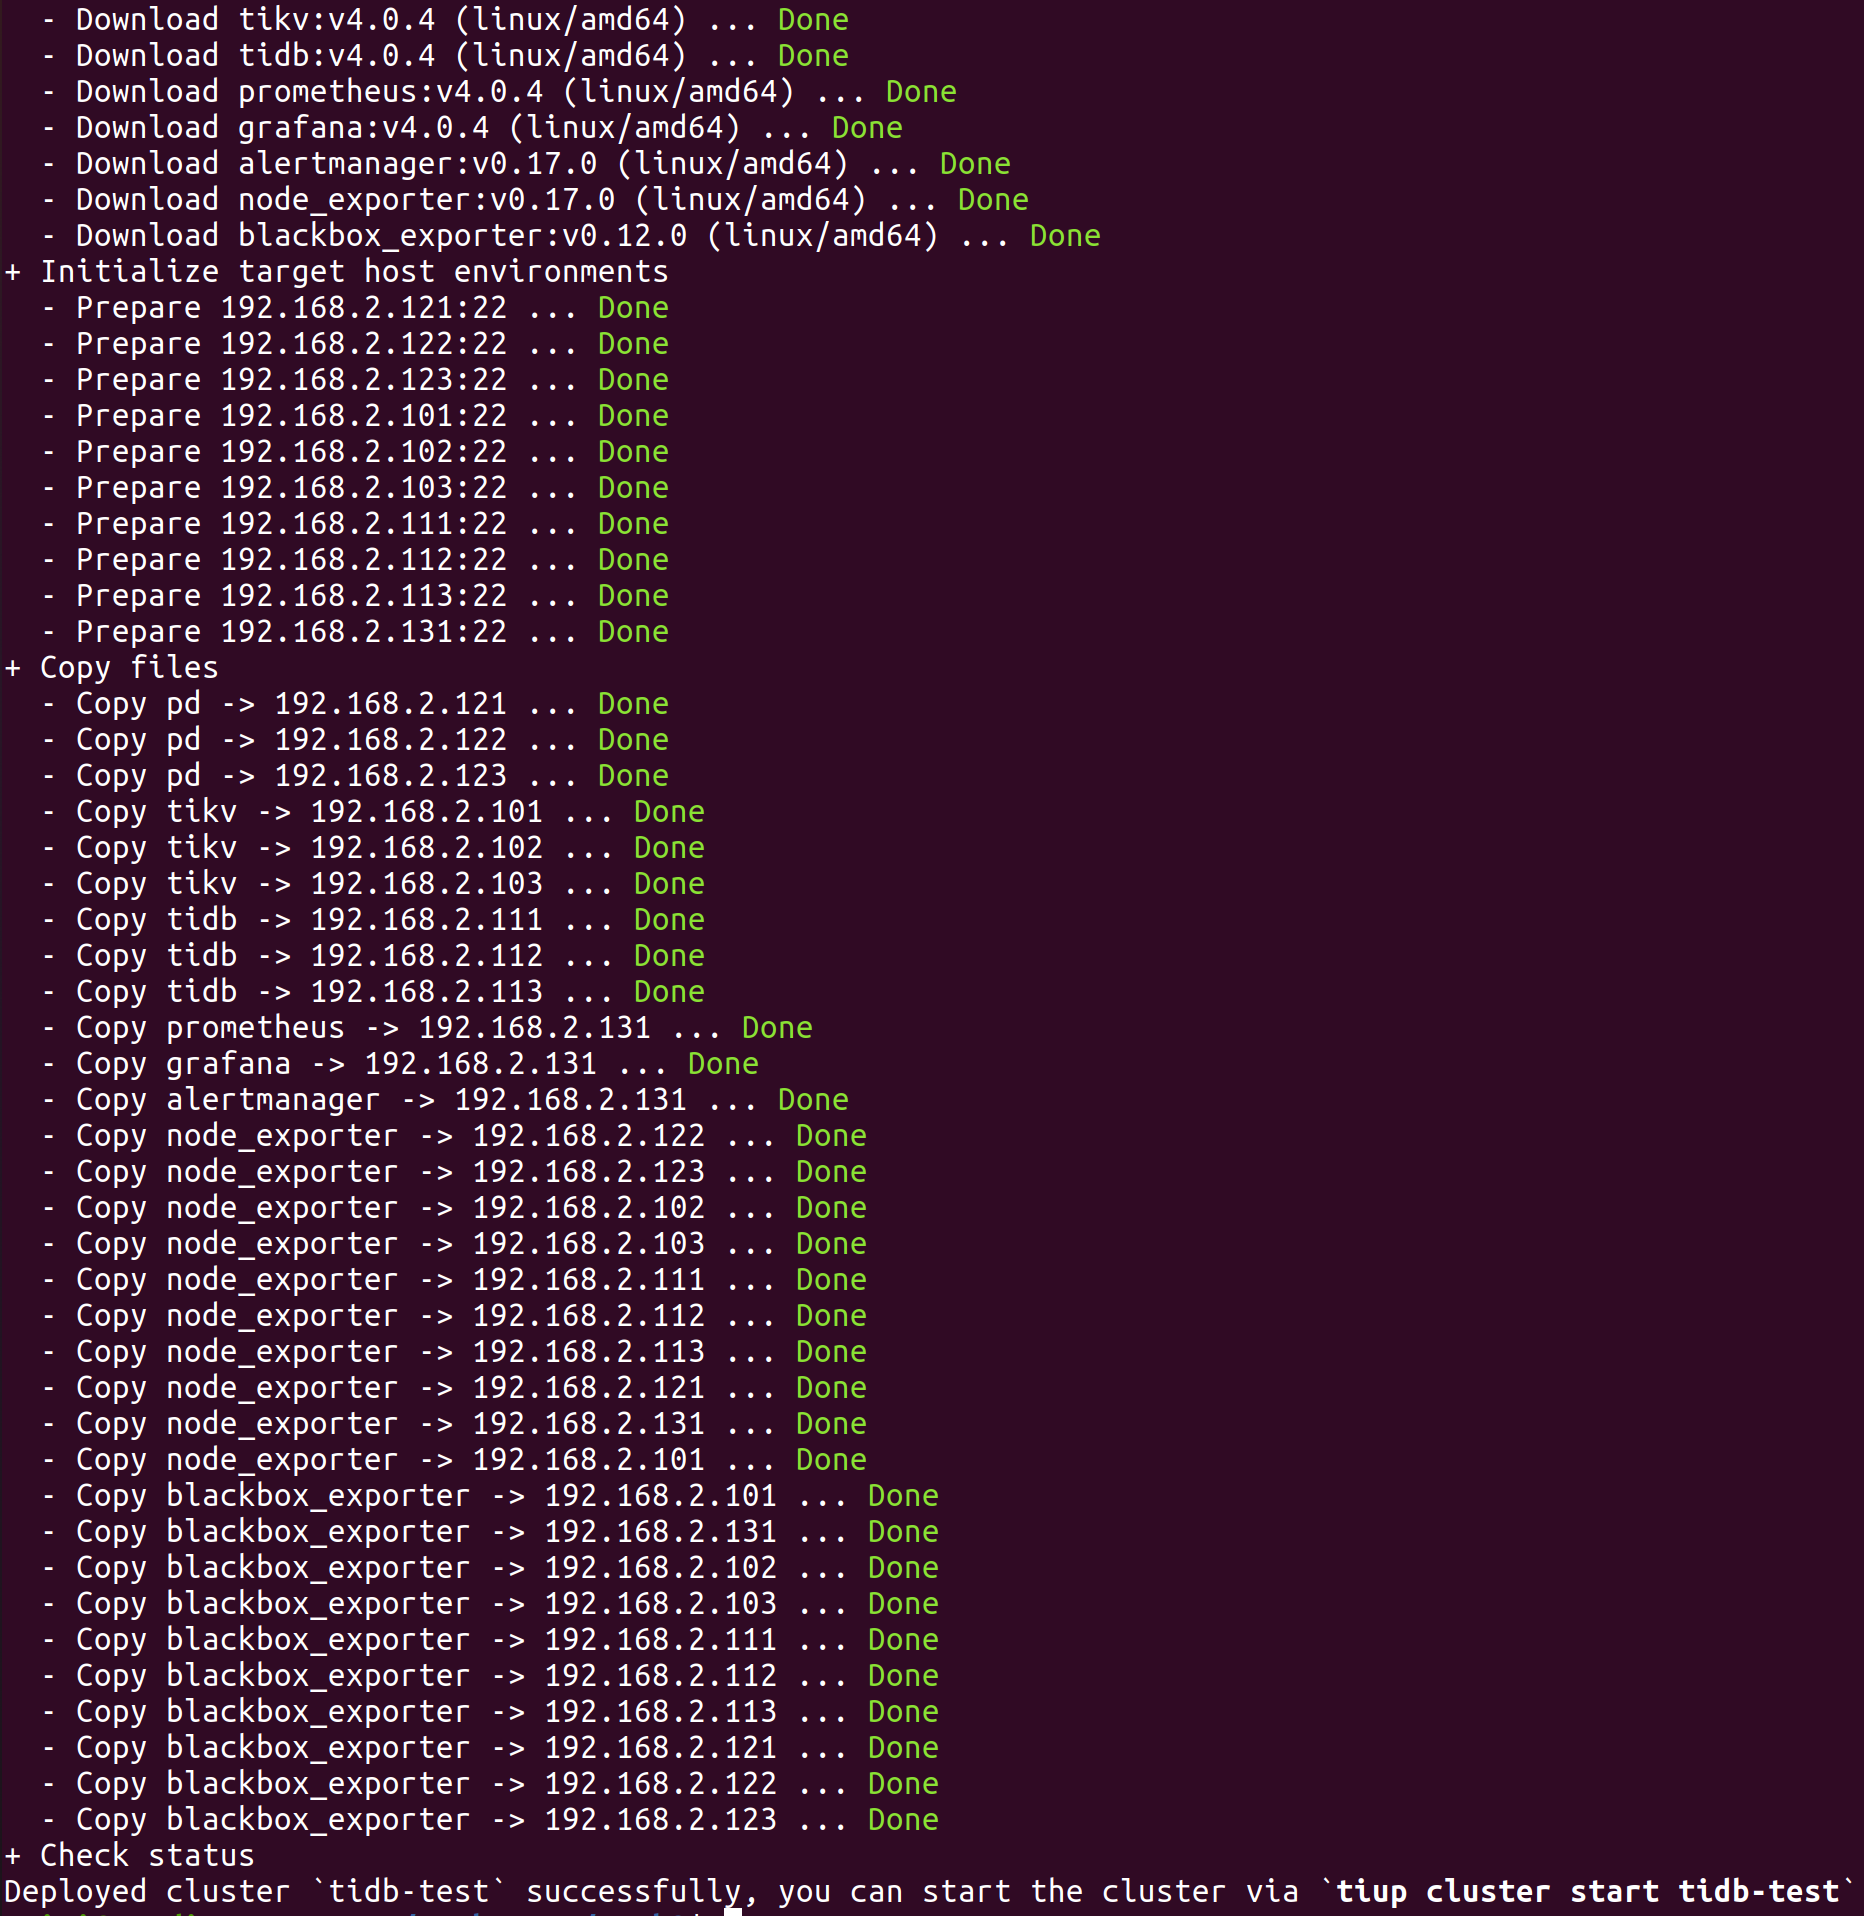 - Download tikv:v4.0.4 (linux/amd64) ... Done
- Download tidb:v4.0.4 (linux/amd64) ... Done
- Download prometheus:v4.0.4 (linux/amd64) ... Done
- Download grafana:v4.0.4 (linux/amd64) ... Done
- Download alertmanager:v0.17.0 (linux/amd64) ... Done
- Download node_exporter:v0.17.0 (linux/amd64) ... Done
- Download blackbox_exporter:v0.12.0 (linux/amd64) ... Done
+ Initialize target host environments
- Prepare 192.168.2.121:22 ... Done
- Prepare 192.168.2.122:22 ... Done
- Prepare 192.168.2.123:22 ... Done
- Prepare 192.168.2.101:22 ... Done
- Prepare 192.168.2.102:22 ... Done
- Prepare 192.168.2.103:22 ... Done
- Prepare 192.168.2.111:22 ... Done
- Prepare 192.168.2.112:22 ... Done
- Prepare 192.168.2.113:22 ... Done
- Prepare 192.168.2.131:22 ... Done
+ Copy files
- Copy pd -> 192.168.2.121 ... Done
- Copy pd -> 192.168.2.122 ... Done
- Copy pd -> 192.168.2.123 ... Done
- Copy tikv -> 192.168.2.101 ... Done
- Copy tikv -> 192.168.2.102 ... Done
- Copy tikv -> 192.168.2.103 ... Done
- Copy tidb -> 192.168.2.111 ... Done
- Copy tidb -> 192.168.2.112 ... Done
- Copy tidb -> 192.168.2.113 ... Done
- Copy prometheus -> 192.168.2.131 ... Done
- Copy grafana -> 192.168.2.131 ... Done
- Copy alertmanager -> 192.168.2.131 ... Done
- Copy node_exporter -> 192.168.2.122 ... Done
- Copy node_exporter -> 192.168.2.123 ... Done
- Copy node_exporter -> 192.168.2.102 ... Done
- Copy node_exporter -> 192.168.2.103 ... Done
- Copy node_exporter -> 192.168.2.111 ... Done
- Copy node_exporter -> 192.168.2.112 ... Done
- Copy node_exporter -> 192.168.2.113 ... Done
- Copy node_exporter -> 192.168.2.121 ... Done
- Copy node_exporter -> 192.168.2.131 ... Done
- Copy node_exporter -> 192.168.2.101 ... Done
- Copy blackbox_exporter -> 192.168.2.101 ... Done
- Copy blackbox_exporter -> 192.168.2.131 ... Done
- Copy blackbox_exporter -> 192.168.2.102 ... Done
- Copy blackbox_exporter -> 192.168.2.103 ... Done
- Copy blackbox_exporter -> 192.168.2.111 ... Done
- Copy blackbox_exporter -> 192.168.2.112 ... Done
- Copy blackbox_exporter -> 192.168.2.113 ... Done
- Copy blackbox_exporter -> 192.168.2.121 ... Done
- Copy blackbox_exporter -> 192.168.2.122 ... Done
- Copy blackbox_exporter -> 192.168.2.123 ... Done
+ Check status
Deployed cluster `tidb-test` successfully, you can start the cluster via `tiup cluster start tidb-test`